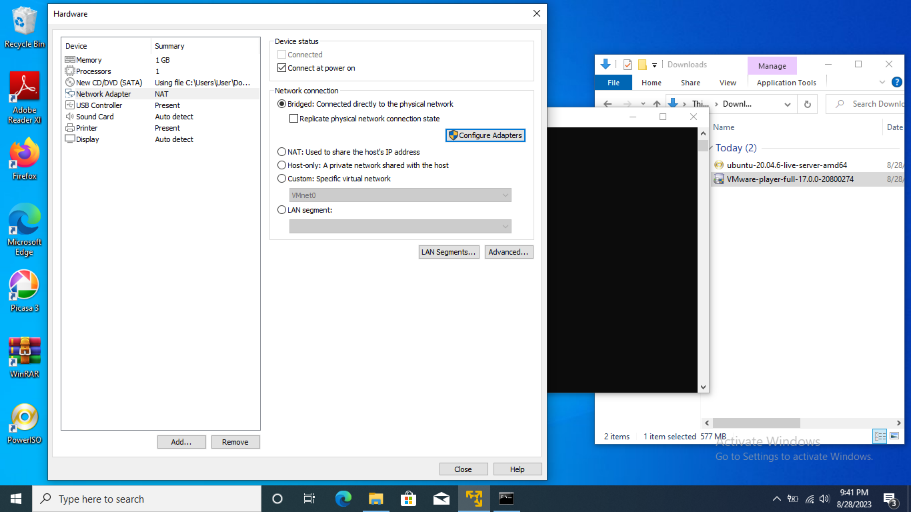 Recycle Bin
Adobe
Reader XI
Firefox
Microsoft
Edge
Picasa 3
WinRAR
PowerISO
Hardware
Device Summary
Memory 1 GB
Processors 1
New CD/DVD (SATA) Using file C:\Users\User\Do...
Network Adapter NAT
USB Controller Present
Sound Card Auto detect
Printer Present
Display Auto detect
Add...
Remove
Device status
Connected
Connect at power on
Network connection
Bridged: Connected directly to the physical network
Replicate physical network connection state
Configure Adapters
NAT: Used to share the host's IP address
Host-only: A private network shared with the host
Custom: Specific virtual network
VMnet0
LAN segment:
LAN Segments...
Advanced...
Close
Help
Manage
Downloads
File
Home
Share
View
Application Tools
Thi...
Downl...
Search Downlo
Name
Today (2)
ubuntu-20.04.6-live-server-amd64 8/28
VMware-player-full-17.0.0-20800274 8/28/
2 items
1 item selected 577 MB
Activate Windows
Go to Settings to activate Windows.
Type here to search
9:41 PM
8/28/2023
3